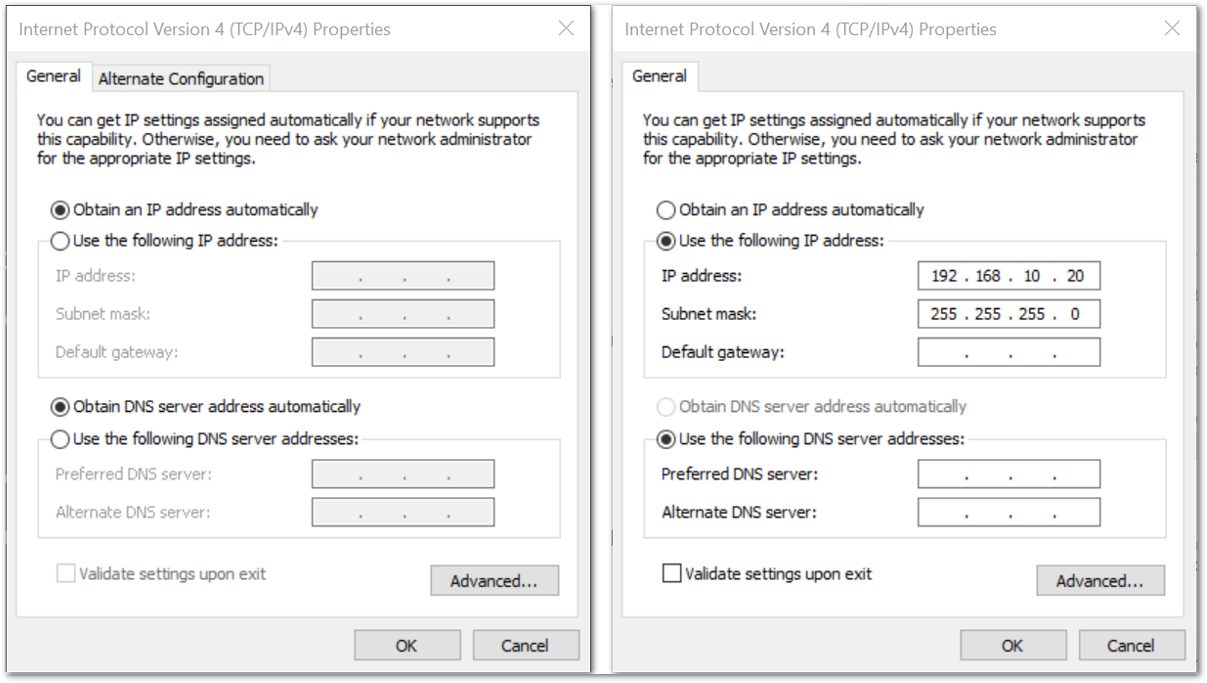 Internet Protocol Version 4 (TCP/IPv4) Properties
General
Alternate Configuration
You can get IP settings assigned automatically if your network supports
this capability. Otherwise, you need to ask your network administrator
for the appropriate IP settings.
Obtain an IP address automatically
Use the following IP address:
IP address:
. . .
Subnet mask:
. . .
Default gateway:
. . .
Obtain DNS server address automatically
Use the following DNS server addresses:
Preferred DNS server:
. . .
Alternate DNS server:
. . .
Validate settings upon exit
Advanced...
OK
Cancel
Internet Protocol Version 4 (TCP/IPv4) Properties
General
You can get IP settings assigned automatically if your network supports
this capability. Otherwise, you need to ask your network administrator
for the appropriate IP settings.
Obtain an IP address automatically
Use the following IP address:
IP address:
192 . 168 . 10 . 20
Subnet mask:
255 . 255 . 255 . 0
Default gateway:
. . .
Obtain DNS server address automatically
Use the following DNS server addresses:
Preferred DNS server:
. . .
Alternate DNS server:
. . .
Validate settings upon exit
Advanced...
OK
Cancel